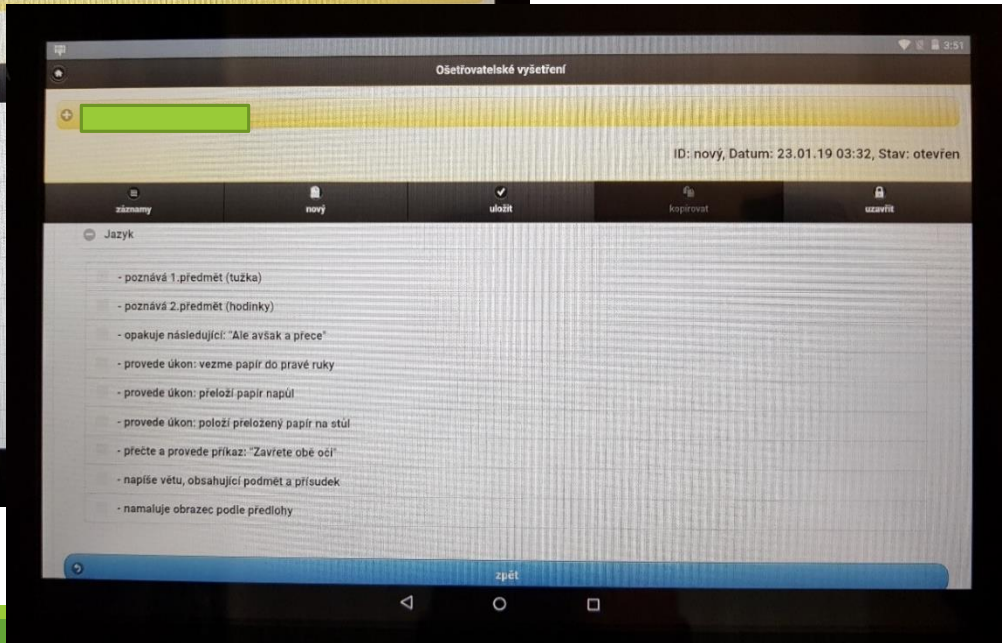 3:51
Ošetřovatelské vyšetření
ID: nový, Datum: 23.01.19 03:32, Stav: otevřen
záznamy nový uložit kopírovat uzavřít
Jazyk
- poznává 1.předmět (tužka)
- poznává 2.předmět (hodinky)
- opakuje následující: "Ale avšak a přece"
- provede úkon: vezme papír do pravé ruky
- provede úkon: přeloží papír napůl
- provede úkon: položí přeložený papír na stůl
- přečte a provede příkaz: "Zavřete obě oči"
- napíše větu, obsahující podmět a přísudek
- namaluje obrazec podle předlohy
zpět